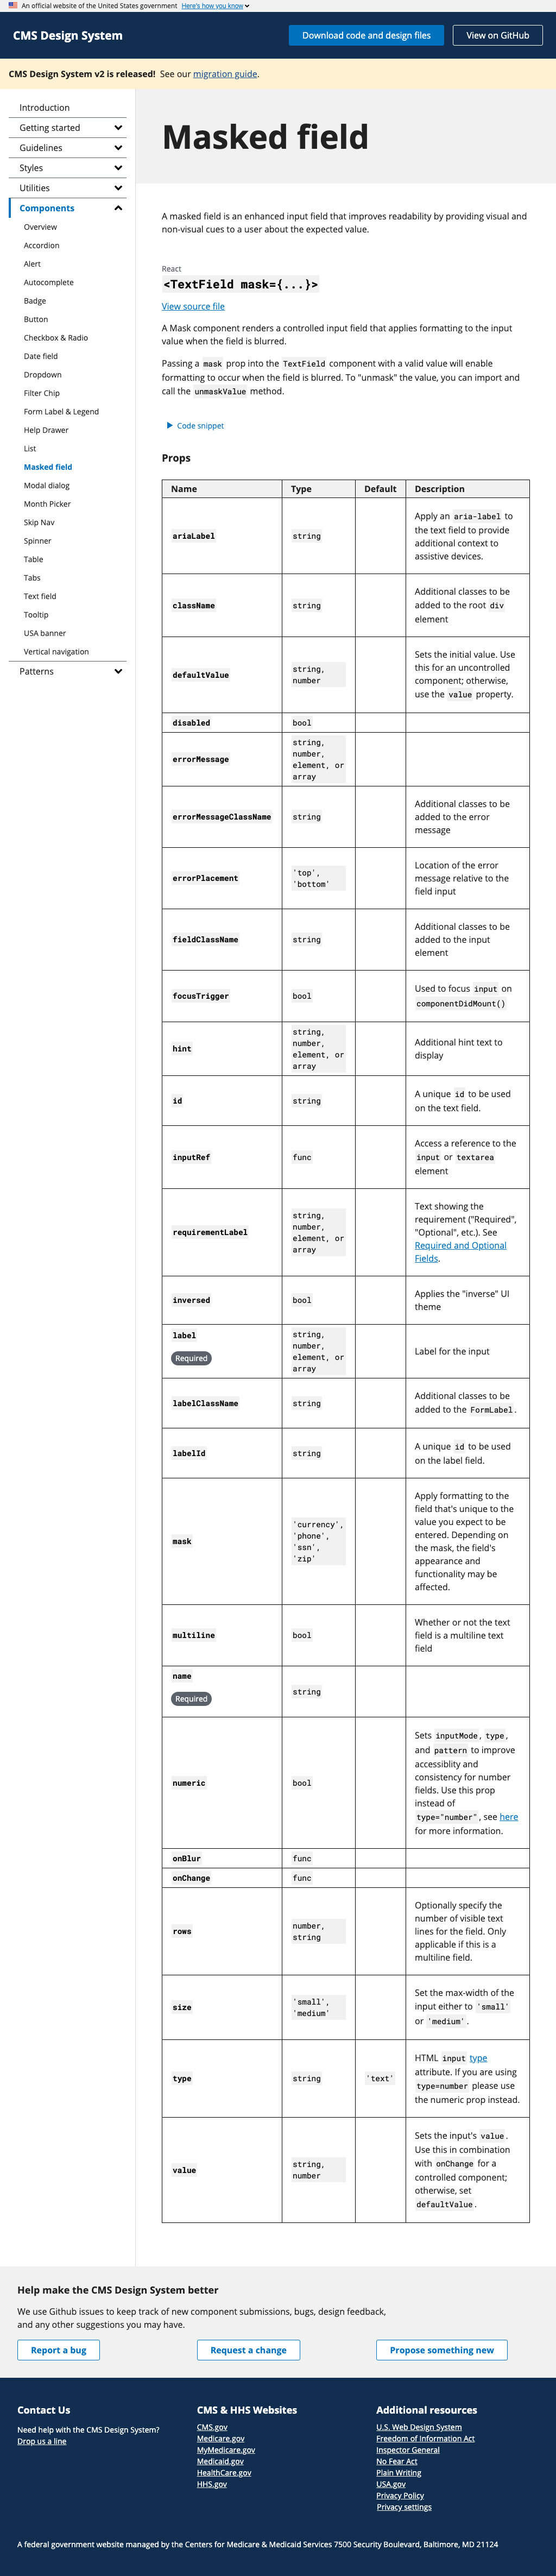 An official website of the United States government Here's how you know
CMS Design System
Download code and design files
View on GitHub
CMS Design System v2 is released! See our migration guide.
Introduction
Getting started
Guidelines
Styles
Utilities
Components
Overview
Accordion
Alert
Autocomplete
Badge
Button
Checkbox & Radio
Date field
Dropdown
Filter Chip
Form Label & Legend
Help Drawer
List
Masked field
Modal dialog
Month Picker
Skip Nav
Spinner
Table
Tabs
Text field
Tooltip
USA banner
Vertical navigation
Patterns
Masked field
A masked field is an enhanced input field that improves readability by providing visual and
non-visual cues to a user about the expected value.
React
<TextField mask={...}>
View source file
A Mask component renders a controlled input field that applies formatting to the input
value when the field is blurred.
Passing a mask prop into the TextField component with a valid value will enable
formatting to occur when the field is blurred. To "unmask" the value, you can import and
call the unmaskValue method.
Code snippet
Props
Name Type Default Description
ariaLabel string Apply an aria-label to
the text field to provide
additional context to
assistive devices.
className string Additional classes to be
added to the root div
element
defaultValue string,
number
Sets the initial value. Use
this for an uncontrolled
component; otherwise,
use the value property.
disabled bool
errorMessage string,
number,
element, or
array
errorMessageClassName string Additional classes to be
added to the error
message
errorPlacement 'top',
'bottom'
Location of the error
message relative to the
field input
fieldClassName string Additional classes to be
added to the input
element
focusTrigger bool Used to focus input on
componentDidMount()
hint string,
number,
element, or
array
Additional hint text to
display
id string A unique id to be used
on the text field.
inputRef func Access a reference to the
input or textarea
element
requirementLabel string,
number,
element, or
array
Text showing the
requirement ("Required",
"Optional", etc.). See
Required and Optional
Fields.
inversed bool Applies the "inverse" UI
theme
label
Required
string,
number,
element, or
array
Label for the input
labelClassName string Additional classes to be
added to the FormLabel.
labelId string A unique id to be used
on the label field.
mask 'currency',
'phone',
'ssn',
'zip'
Apply formatting to the
field that's unique to the
value you expect to be
entered. Depending on
the mask, the field's
appearance and
functionality may be
affected.
multiline bool Whether or not the text
field is a multiline text
field
name
Required
string
numeric bool Sets inputMode, type,
and pattern to improve
accessiblity and
consistency for number
fields. Use this prop
instead of
type="number", see here
for more information.
onBlur func
onChange func
rows number,
string
Optionally specify the
number of visible text
lines for the field. Only
applicable if this is a
multiline field.
size 'small',
'medium'
Set the max-width of the
input either to 'small'
or 'medium'.
type string 'text' HTML input type
attribute. If you are using
type=number please use
the numeric prop instead.
value string,
number
Sets the input's value.
Use this in combination
with onChange for a
controlled component;
otherwise, set
defaultValue.
Help make the CMS Design System better
We use Github issues to keep track of new component submissions, bugs, design feedback,
and any other suggestions you may have.
Report a bug
Request a change
Propose something new
Contact Us
Need help with the CMS Design System?
Drop us a line
CMS & HHS Websites
CMS.gov
Medicare.gov
MyMedicare.gov
Medicaid.gov
HealthCare.gov
HHS.gov
Additional resources
U.S. Web Design System
Freedom of Information Act
Inspector General
No Fear Act
Plain Writing
USA.gov
Privacy Policy
Privacy settings
A federal government website managed by the Centers for Medicare & Medicaid Services 7500 Security Boulevard, Baltimore, MD 21124